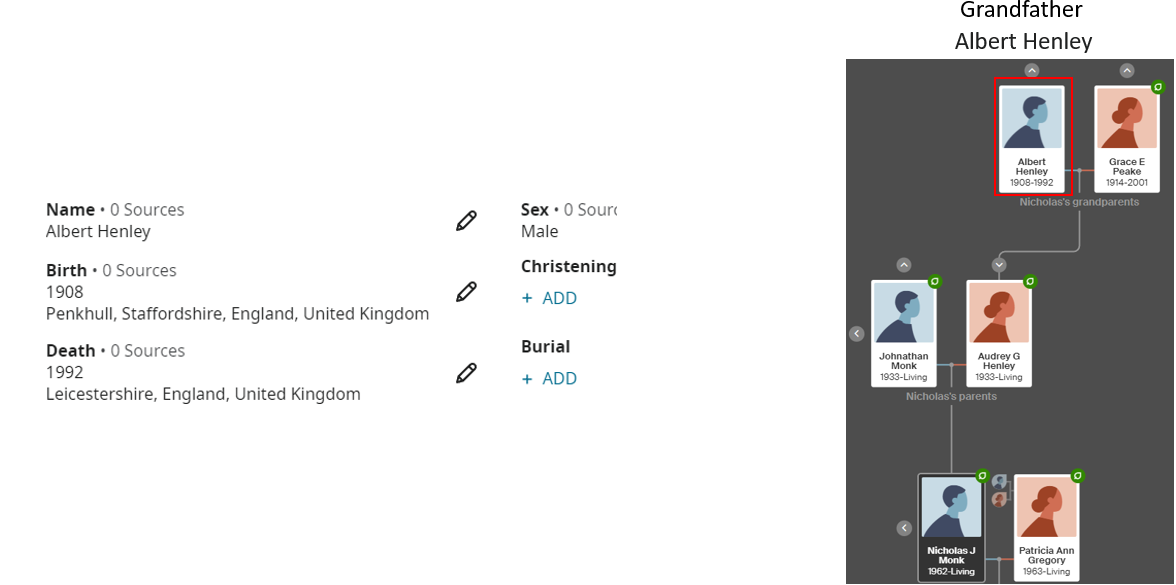 Grandfather
Albert Henley
Name • 0 Sources
Albert Henley
Birth • 0 Sources
1908
Penkhull, Staffordshire, England, United Kingdom
Death • 0 Sources
1992
Leicestershire, England, United Kingdom
Sex • 0 Sourc
Male
Christening
+ ADD
Burial
+ ADD
Albert
Henley
1908-1992
Grace E
Peake
1914-2001
Nicholas's grandparents
Johnathan
Monk
1933-Living
Audrey G
Henley
1933-Living
Nicholas's parents
Nicholas J
Monk
1962-Living
Patricia Ann
Gregory
1963-Living